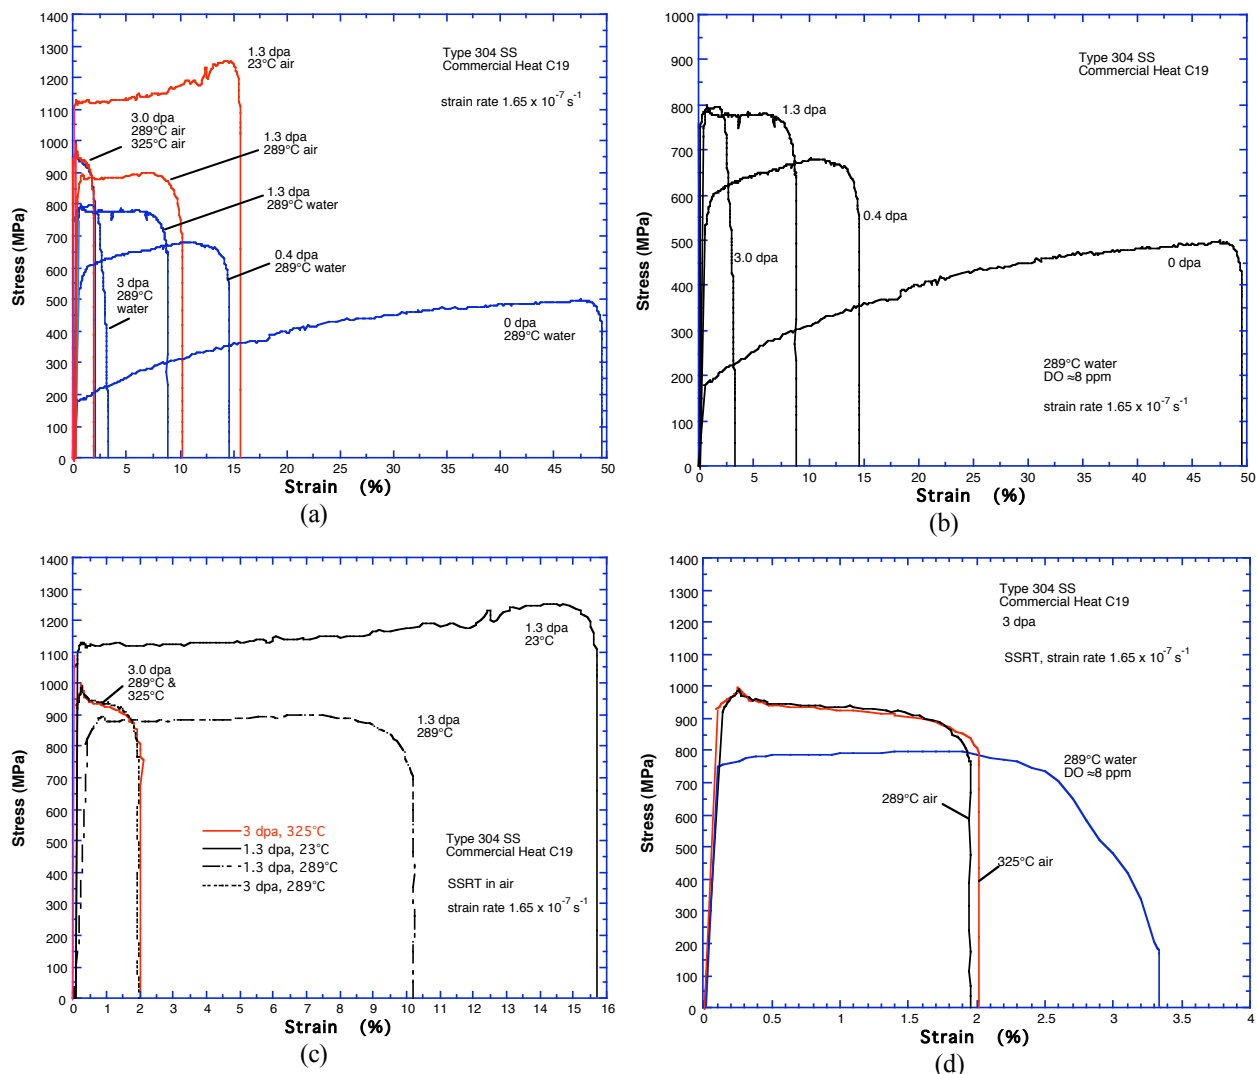 1400
1300
1200
1100
1000
900
800
700
600
500
400
300
200
100
0
Stress (MPa)
1.3 dpa
23°C air
Type 304 SS
Commercial Heat C19
strain rate 1.65 x 10⁻⁷ s⁻¹
3.0 dpa
289°C air
325°C air
1.3 dpa
289°C air
1.3 dpa
289°C water
0.4 dpa
289°C water
3 dpa
289°C
water
0 dpa
289°C water
0 5 10 15 20 25 30 35 40 45 50
Strain (%)
(a)
1000
900
800
700
600
500
400
300
200
100
0
Stress (MPa)
Type 304 SS
Commercial Heat C19
1.3 dpa
0.4 dpa
3.0 dpa
0 dpa
289°C water
DO ≈8 ppm
strain rate 1.65 x 10⁻⁷ s⁻¹
0 5 10 15 20 25 30 35 40 45 50
Strain (%)
(b)
1400
1300
1200
1100
1000
900
800
700
600
500
400
300
200
100
0
Stress (MPa)
1.3 dpa
23°C
3.0 dpa
289°C &
325°C
1.3 dpa
289°C
3 dpa, 325°C
1.3 dpa, 23°C
1.3 dpa, 289°C
3 dpa, 289°C
Type 304 SS
Commercial Heat C19
SSRT in air
strain rate 1.65 x 10⁻⁷ s⁻¹
0 1 2 3 4 5 6 7 8 9 10 11 12 13 14 15 16
Strain (%)
(c)
1400
1300
1200
1100
1000
900
800
700
600
500
400
300
200
100
0
Stress (MPa)
Type 304 SS
Commercial Heat C19
3 dpa
SSRT, strain rate 1.65 x 10⁻⁷ s⁻¹
289°C water
DO ≈8 ppm
289°C air
325°C air
0 0.5 1 1.5 2 2.5 3 3.5 4
Strain (%)
(d)